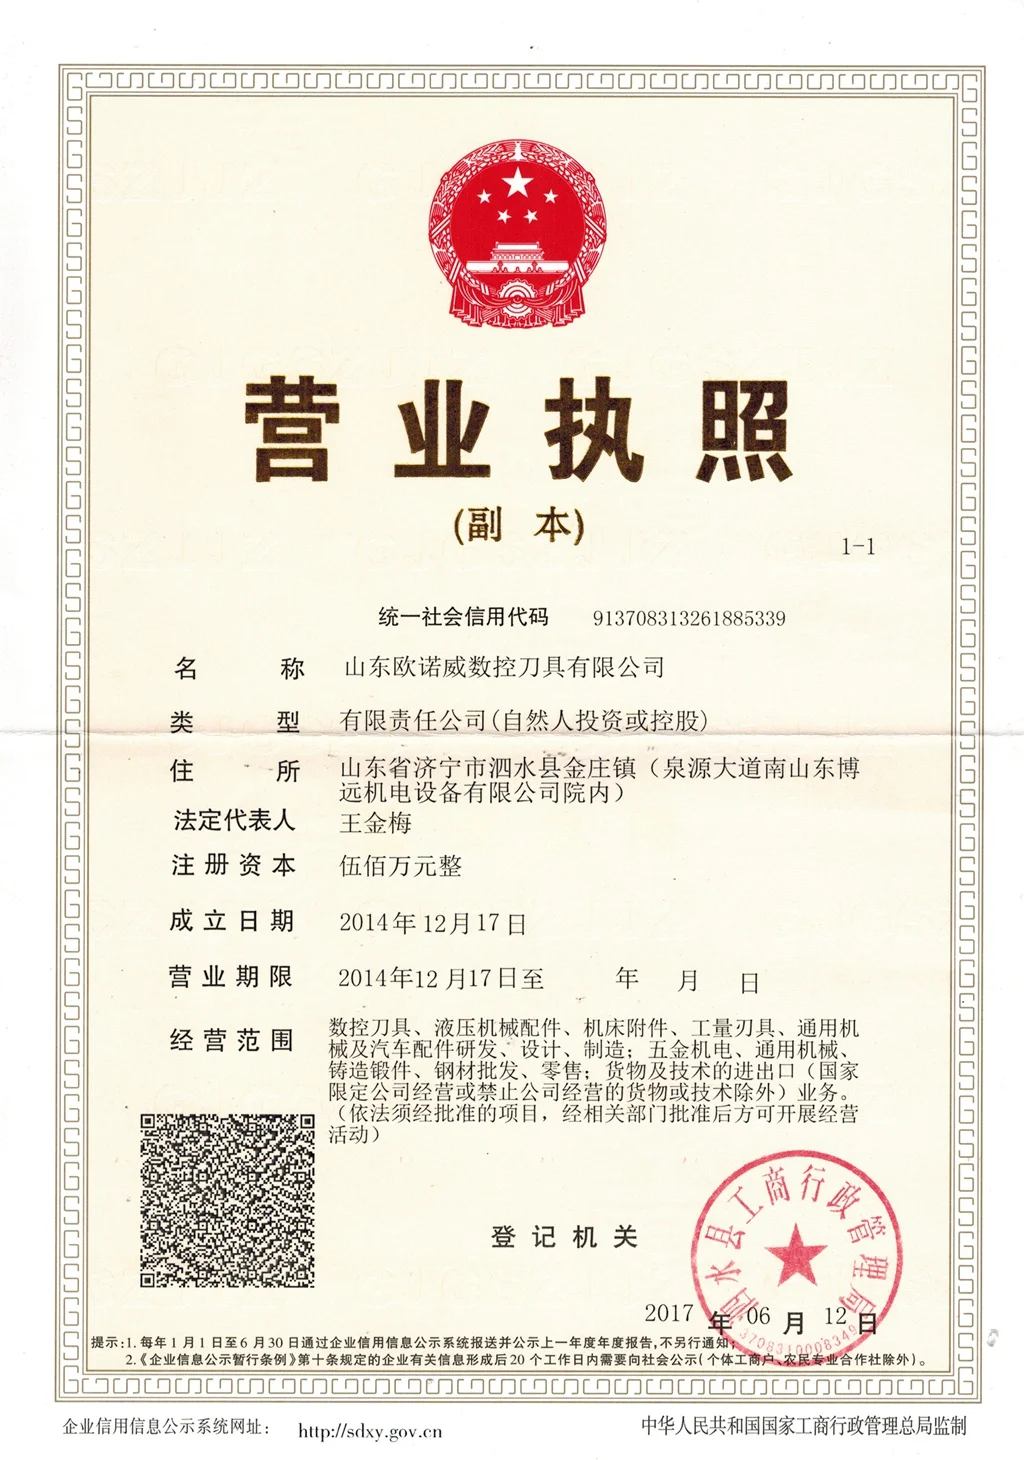 营业执照
(副 本)
1-1
统一社会信用代码 913708313261885339
名 称 山东欧诺威数控刀具有限公司
类 型 有限责任公司(自然人投资或控股)
住 所 山东省济宁市泗水县金庄镇（泉源大道南山东博
远机电设备有限公司院内）
法定代表人 王金梅
注册资本 伍佰万元整
成立日期 2014年12月17日
营业期限 2014年12月17日至 年 月 日
经营范围 数控刀具、液压机械配件、机床附件、工量刃具、通用机
械及汽车配件研发、设计、制造；五金机电、通用机械、
铸造锻件、钢材批发、零售；货物及技术的进出口（国家
限定公司经营或禁止公司经营的货物或技术除外）业务。
（依法须经批准的项目，经相关部门批准后方可开展经营
活动）
登记机关
泗水县工商行政管理局
3708310008349
2017年06月12日
提示：1. 每年1月1日至6月30日通过企业信用信息公示系统报送并公示上一年度年度报告，不另行通知；
2.《企业信息公示暂行条例》第十条规定的企业有关信息形成后20个工作日内需要向社会公示(个体工商户、农民专业合作社除外)。
企业信用信息公示系统网址： http://sdxy.gov.cn
中华人民共和国国家工商行政管理总局监制